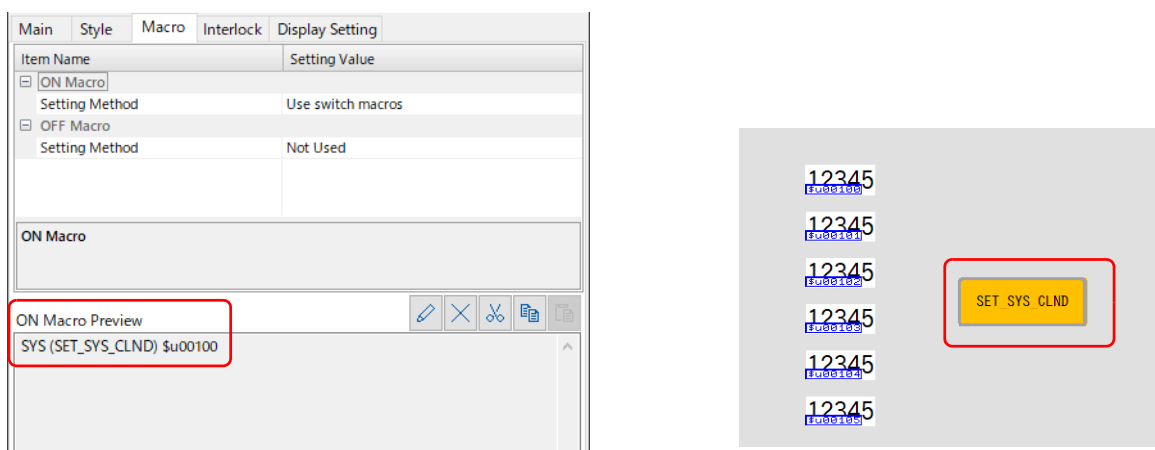 Main Style Macro Interlock Display Setting
Item Name Setting Value
ON Macro
Setting Method Use switch macros
OFF Macro
Setting Method Not Used
ON Macro
ON Macro Preview
SYS (SET_SYS_CLND) $u00100
12345
$u00100
12345
$u00101
12345
$u00102
12345
$u00103
12345
$u00104
12345
$u00105
SET_SYS_CLND